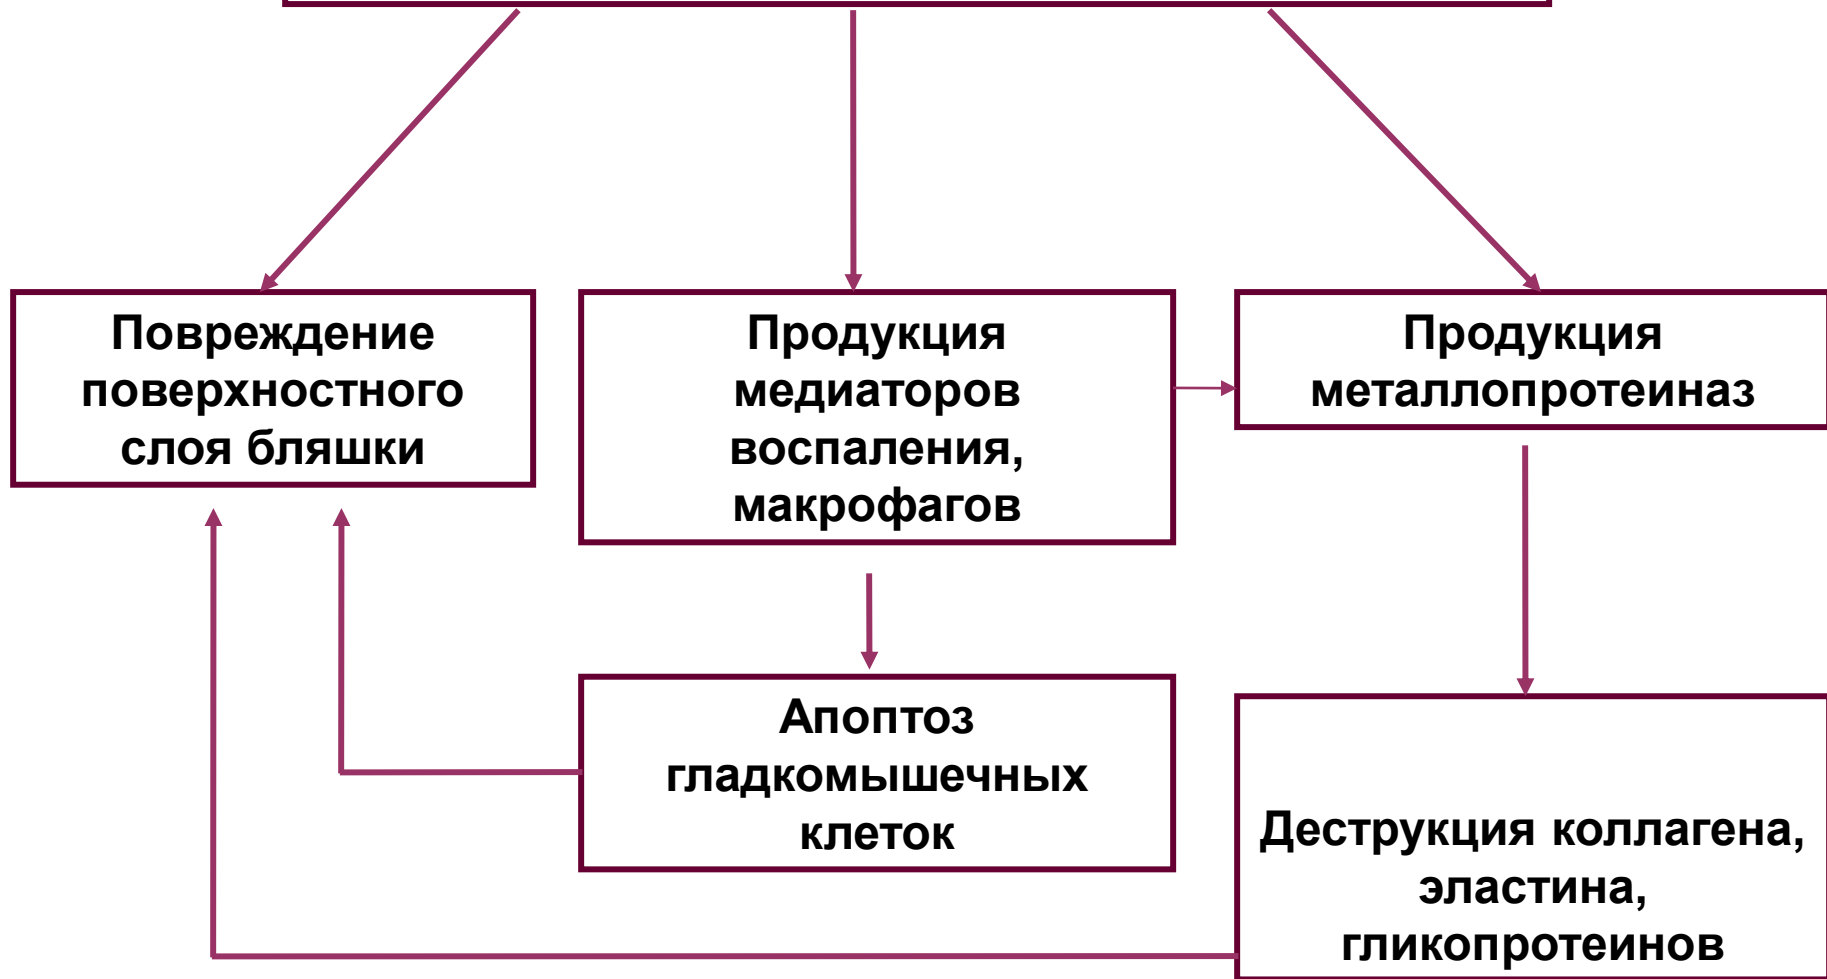 Повреждение
поверхностного
слоя бляшки
Продукция
медиаторов
воспаления,
макрофагов
Продукция
металлопротеиназ
Апоптоз
гладкомышечных
клеток
Деструкция коллагена,
эластина,
гликопротеинов